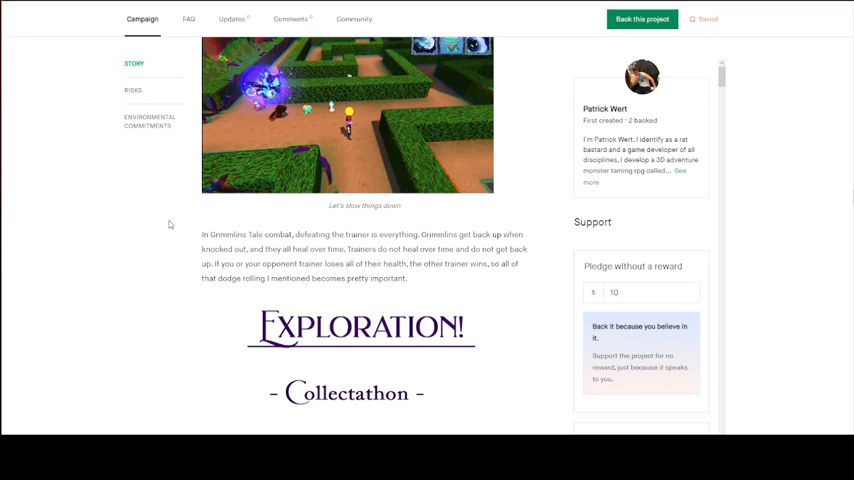 Campaign FAQ Updates 0 Comments 0 Community Back this project Saved
STORY
RISKS
ENVIRONMENTAL
COMMITMENTS
Let's slow things down
In Grimmlins Tale combat, defeating the trainer is everything. Grimmlins get back up when
knocked out, and they all heal over time. Trainers do not heal over time and do not get back
up. If you or your opponent trainer loses all of their health, the other trainer wins, so all of
that dodge rolling I mentioned becomes pretty important.
EXPLORATION!
- Collectathon -
Patrick Wert
First created · 2 backed
I'm Patrick Wert. I identify as a rat
bastard and a game developer of all
disciplines. I develop a 3D adventure
monster taming rpg called... See
more
Support
Pledge without a reward
$ 10
Back it because you believe in
it.
Support the project for no
reward, just because it speaks
to you.